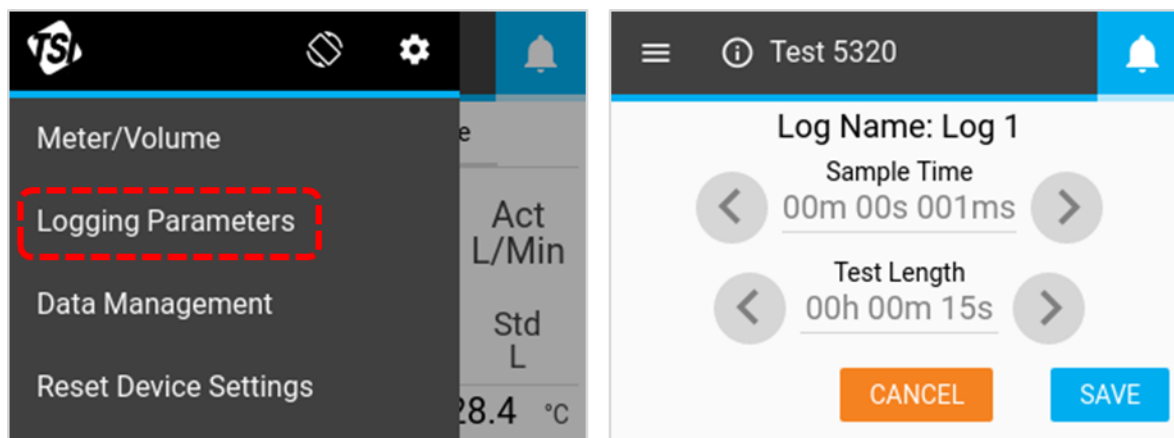 TSI
Meter/Volume
Logging Parameters
Data Management
Reset Device Settings
e
Act
L/Min
Std
L
28.4 °C
Test 5320
Log Name: Log 1
Sample Time
00m 00s 001ms
Test Length
00h 00m 15s
CANCEL SAVE